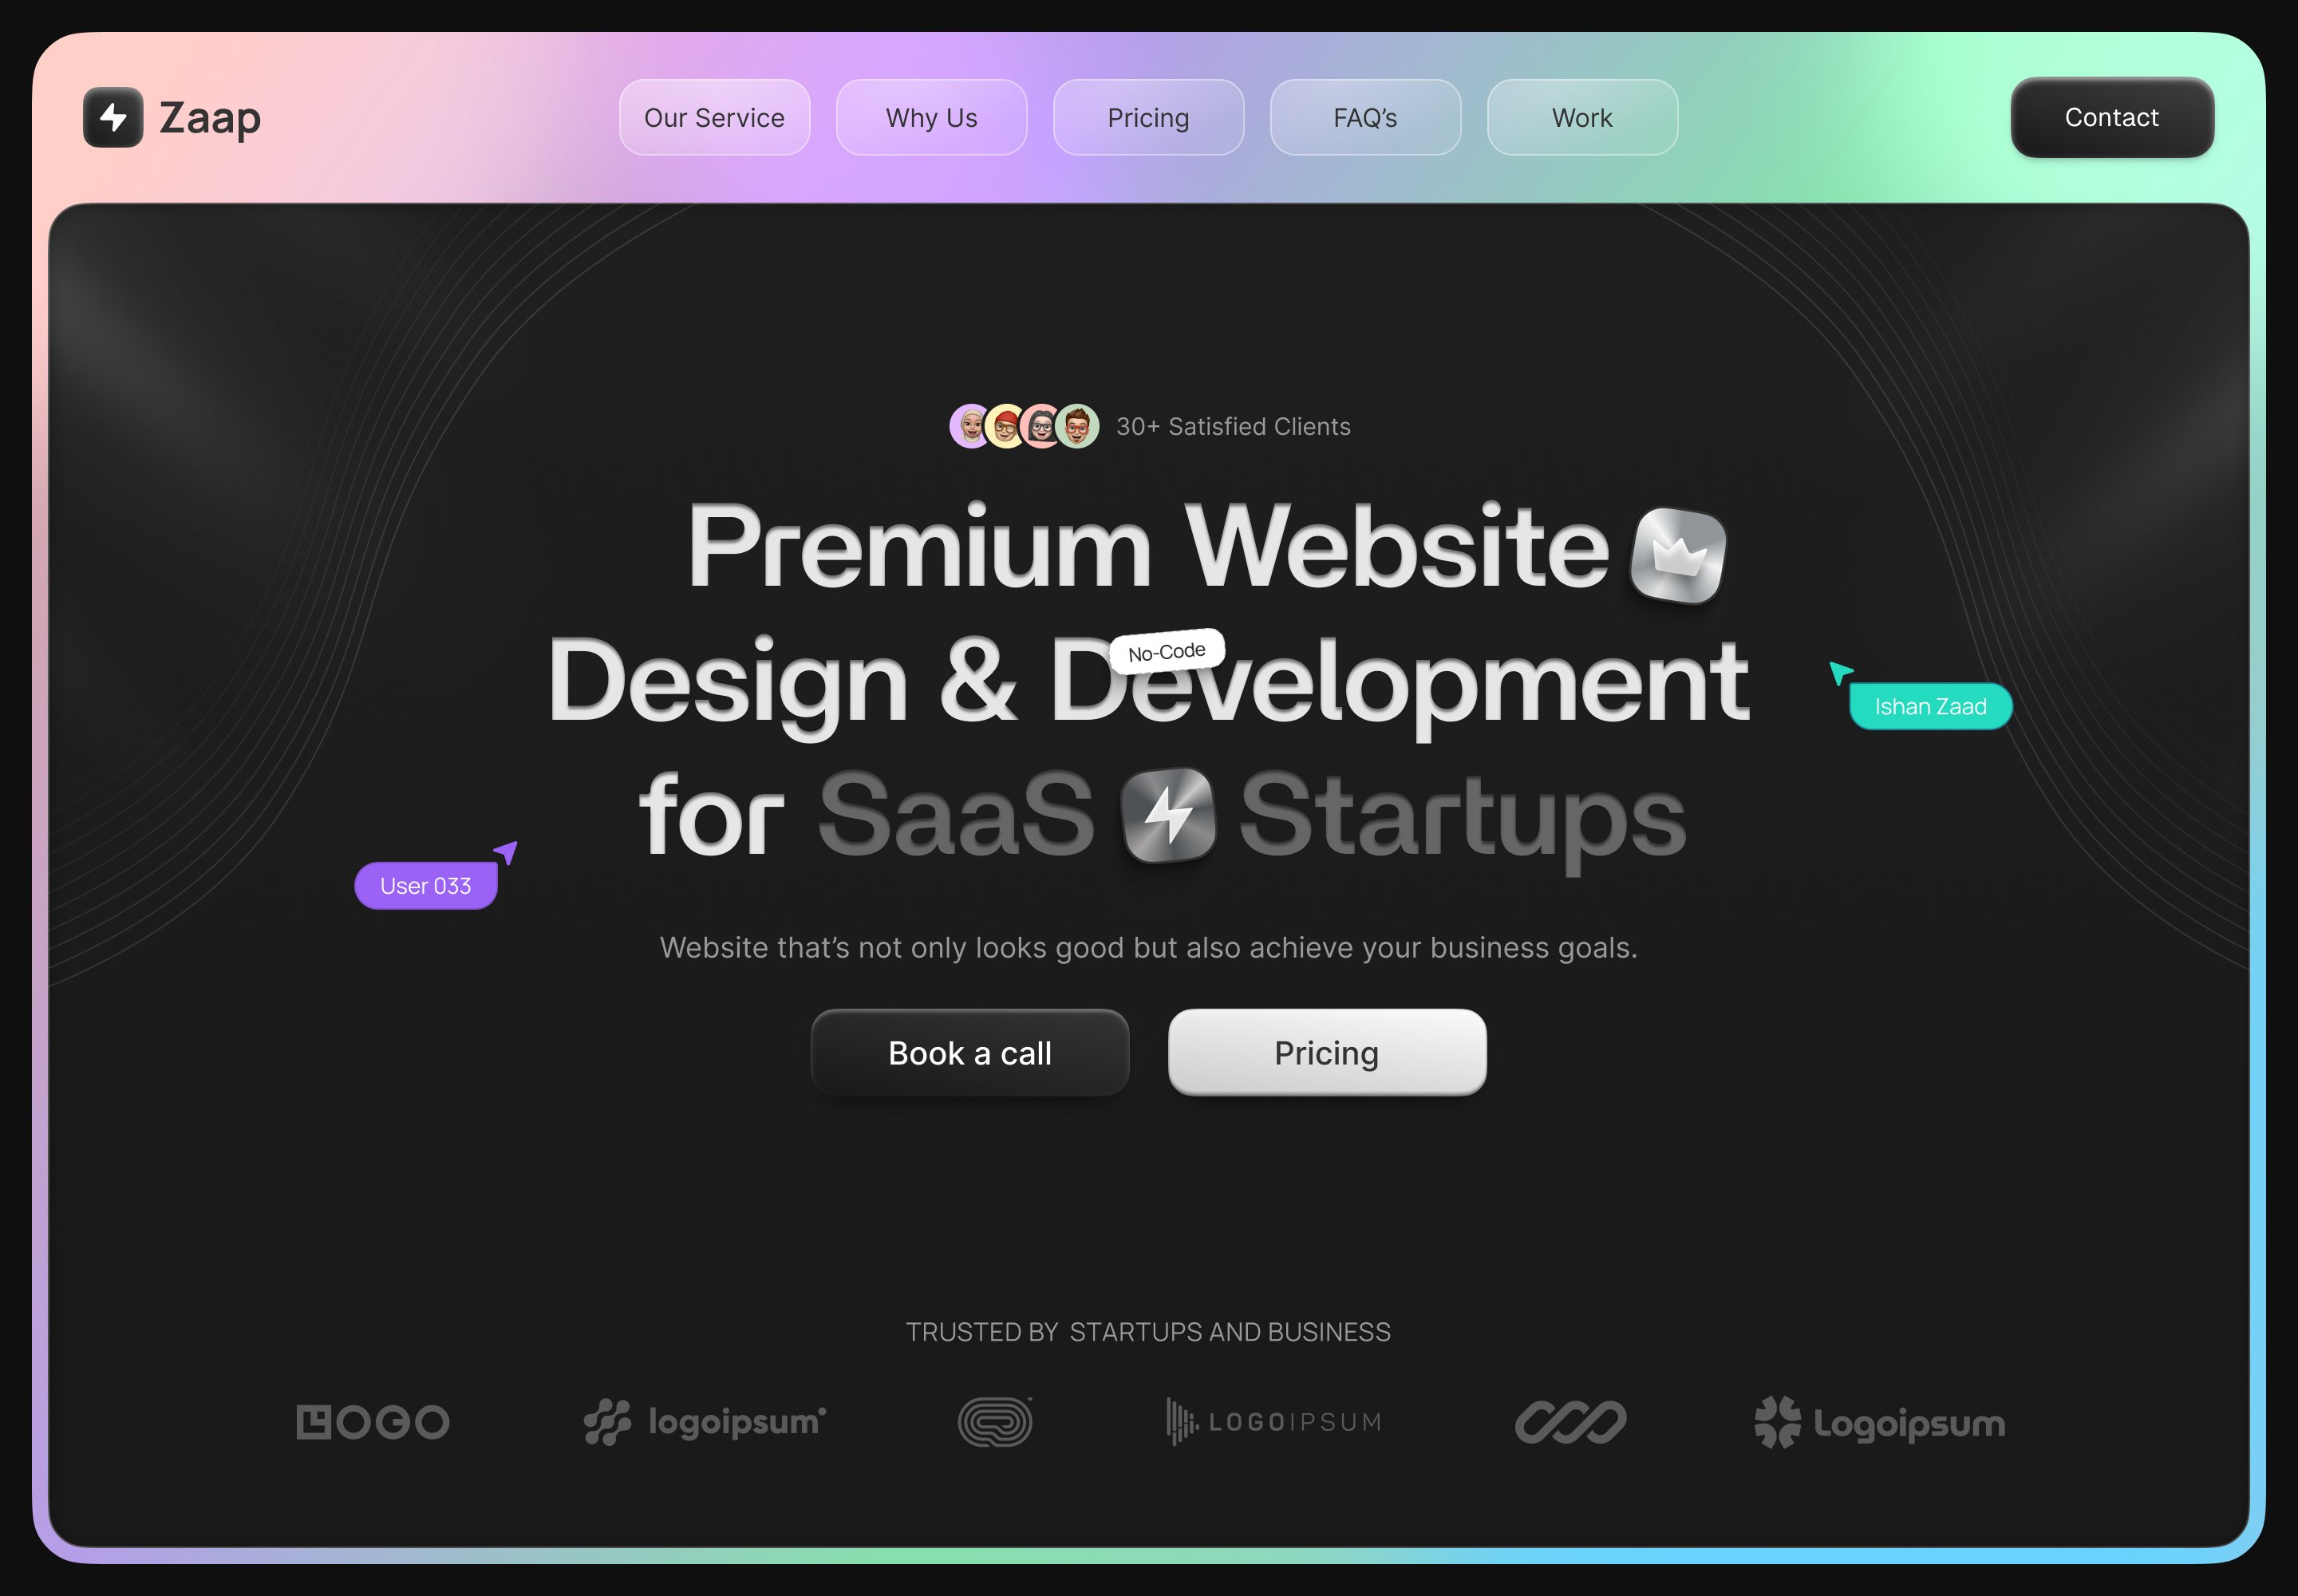 Zaap
Our Service
Why Us
Pricing
FAQ’s
Work
Contact
30+ Satisfied Clients
Premium Website
Design & Development
No-Code
for SaaS Startups
Ishan Zaad
User 033
Website that’s not only looks good but also achieve your business goals.
Book a call
Pricing
TRUSTED BY STARTUPS AND BUSINESS
LOGO
logoipsum
LOGOIPSUM
Logoipsum